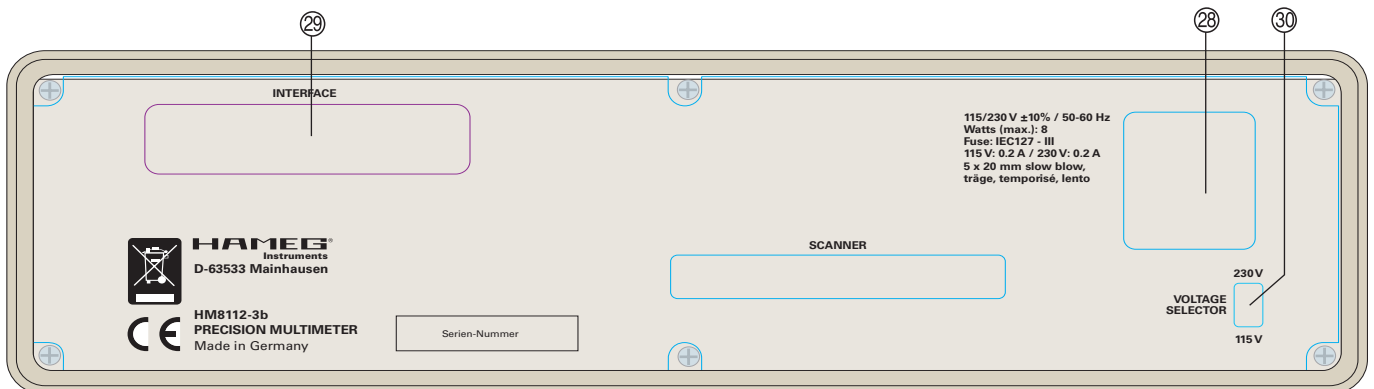 ㉙
㉘
㉚
INTERFACE
115/230 V ±10% / 50-60 Hz
Watts (max.): 8
Fuse: IEC127 - III
115 V: 0.2 A / 230 V: 0.2 A
5 x 20 mm slow blow,
träge, temporisé, lento
HAMEG®
Instruments
D-63533 Mainhausen
SCANNER
230 V
VOLTAGE
SELECTOR
115 V
HM8112-3b
PRECISION MULTIMETER
Made in Germany
CE
Serien-Nummer